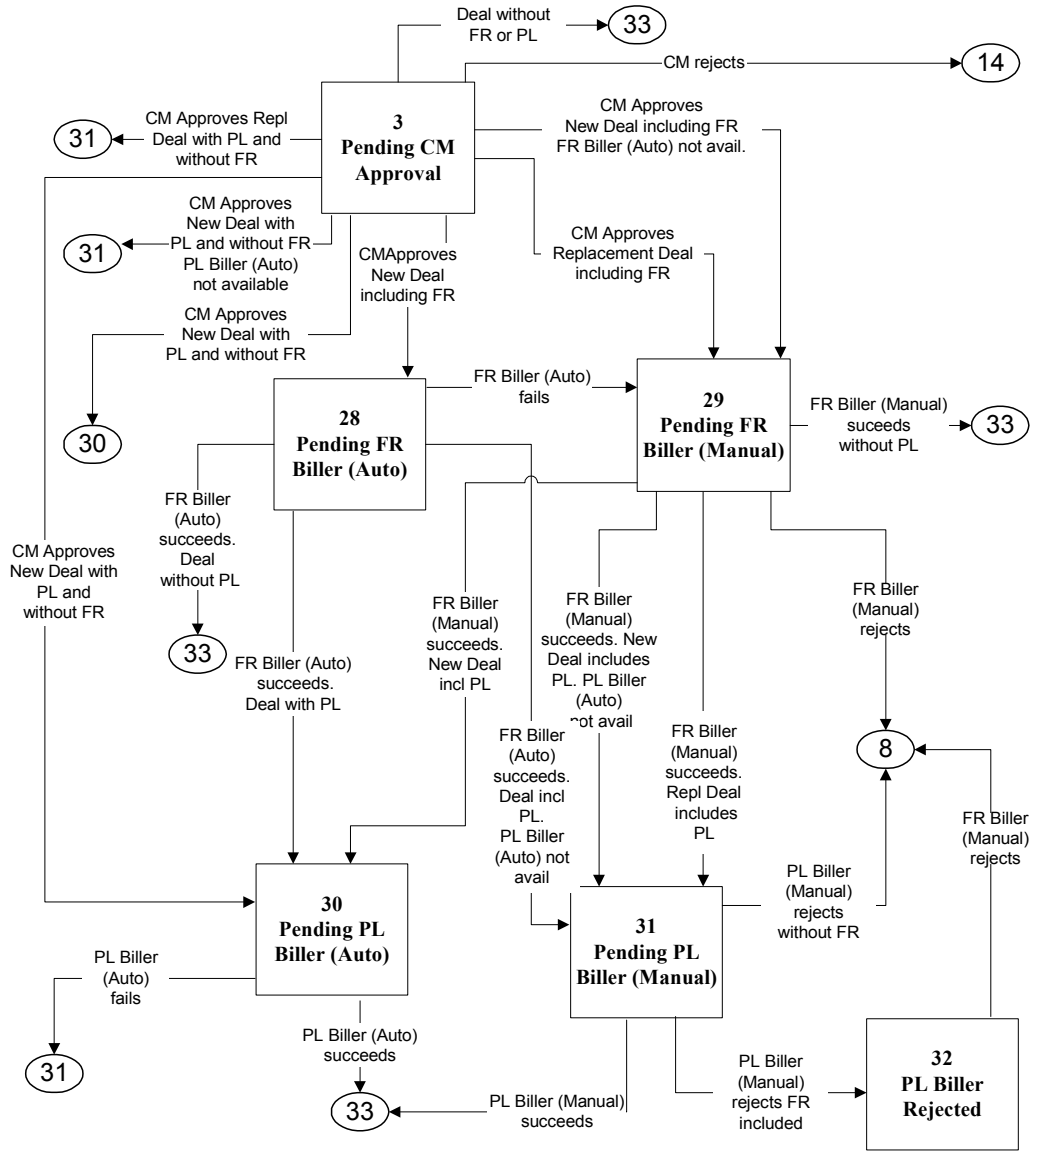 Deal without
FR or PL
33
CM rejects
14
3
Pending CM
Approval
CM Approves Repl
Deal with PL and
without FR
31
CM Approves
New Deal including FR
FR Biller (Auto) not avail.
CM Approves
New Deal with
PL and without FR
PL Biller (Auto)
not available
31
CMApproves
New Deal
including FR
CM Approves
Replacement Deal
including FR
CM Approves
New Deal with
PL and without FR
30
28
Pending FR
Biller (Auto)
FR Biller (Auto)
fails
29
Pending FR
Biller (Manual)
FR Biller (Manual)
suceeds
without PL
33
FR Biller
(Auto)
succeeds.
Deal
without PL
33
CM Approves
New Deal with
PL and
without FR
FR Biller (Auto)
succeeds.
Deal with PL
FR Biller
(Manual)
succeeds.
New Deal
incl PL
FR Biller
(Manual)
succeeds. New
Deal includes
PL. PL Biller
(Auto)
not avail
FR Biller
(Manual)
rejects
FR Biller
(Auto)
succeeds.
Deal incl
PL.
PL Biller
(Auto) not
avail
FR Biller
(Manual)
succeeds.
Repl Deal
includes
PL
8
FR Biller
(Manual)
rejects
30
Pending PL
Biller (Auto)
31
Pending PL
Biller (Manual)
PL Biller
(Manual)
rejects
without FR
PL Biller
(Auto)
fails
31
PL Biller (Auto)
succeeds
33
PL Biller (Manual)
succeeds
PL Biller
(Manual)
rejects FR
included
32
PL Biller
Rejected